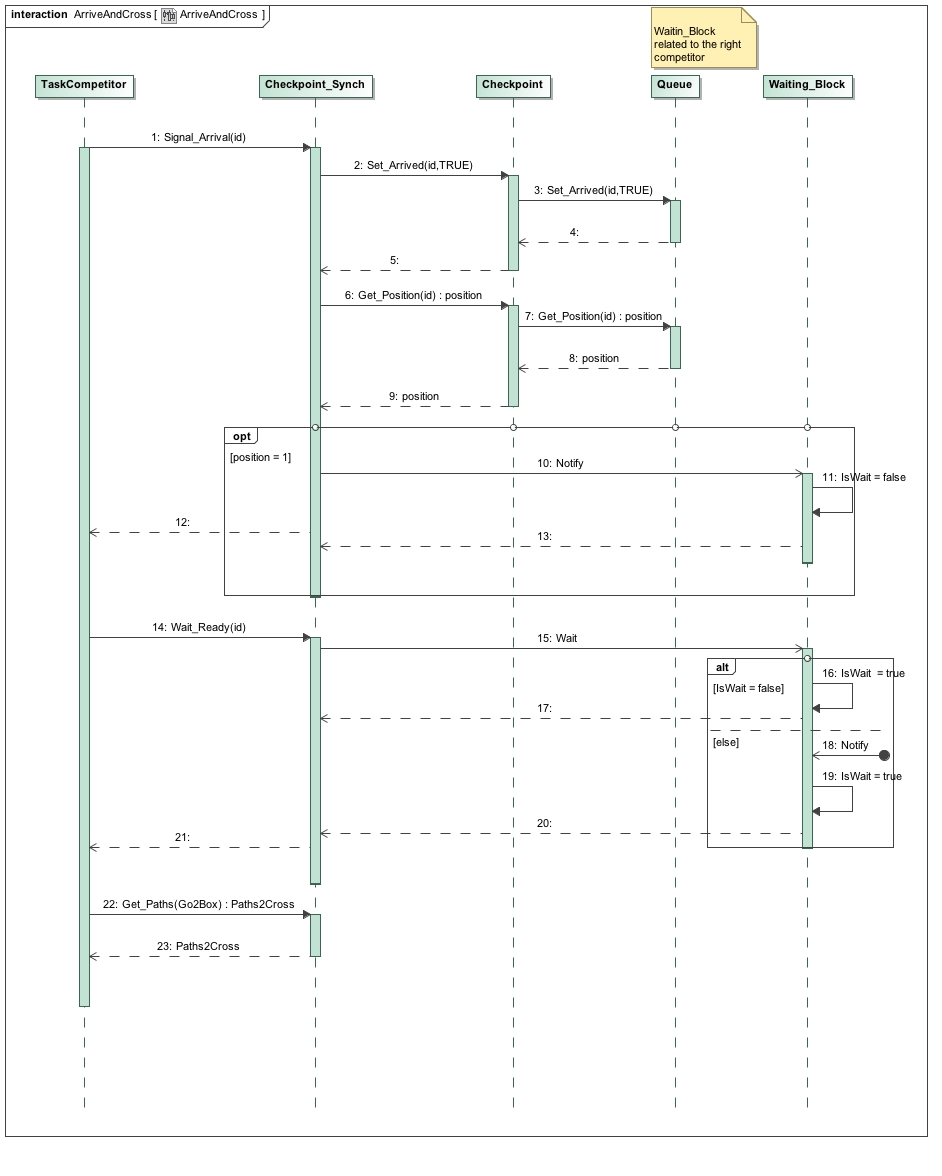 interaction ArriveAndCross [ ArriveAndCross ]
Waitin_Block
related to the right
competitor
TaskCompetitor
Checkpoint_Synch
Checkpoint
Queue
Waiting_Block
1: Signal_Arrival(id)
2: Set_Arrived(id,TRUE)
3: Set_Arrived(id,TRUE)
4:
5:
6: Get_Position(id) : position
7: Get_Position(id) : position
8: position
9: position
opt
[position = 1]
10: Notify
11: IsWait = false
12:
13:
14: Wait_Ready(id)
15: Wait
alt
16: IsWait = true
[IsWait = false]
17:
[else]
18: Notify
19: IsWait = true
20:
21:
22: Get_Paths(Go2Box) : Paths2Cross
23: Paths2Cross